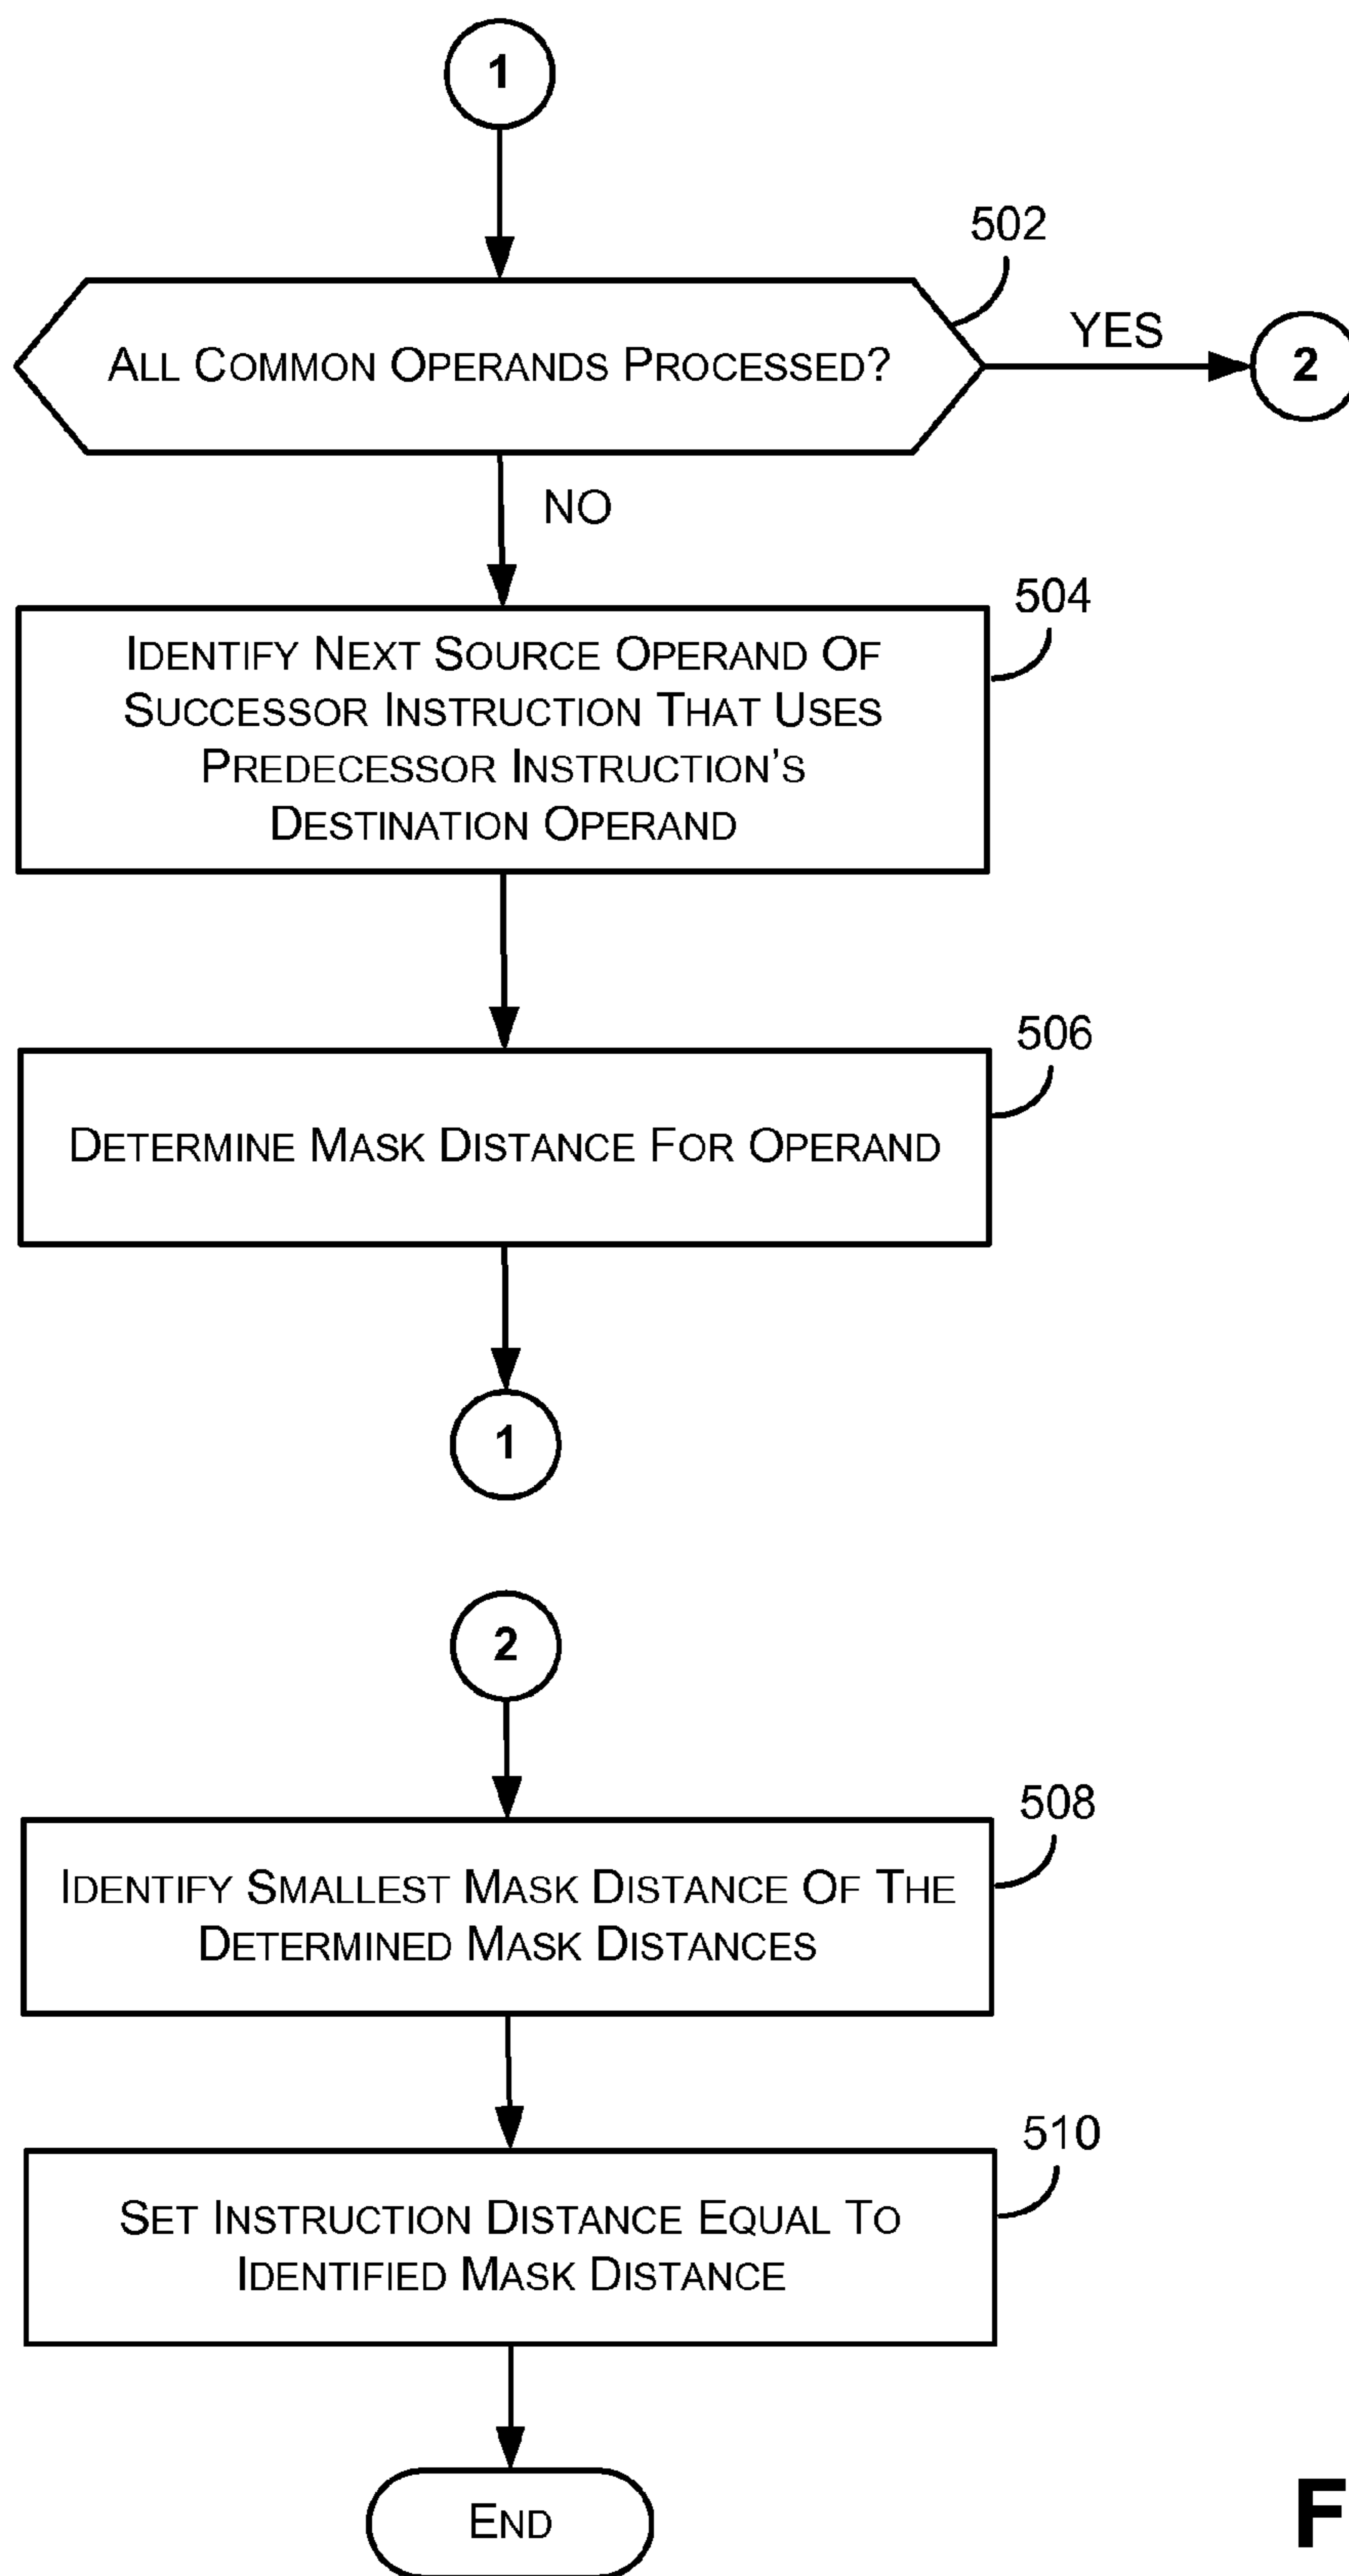 1
502
ALL COMMON OPERANDS PROCESSED?
YES
2
NO
504
IDENTIFY NEXT SOURCE OPERAND OF
SUCCESSOR INSTRUCTION THAT USES
PREDECESSOR INSTRUCTION'S
DESTINATION OPERAND
506
DETERMINE MASK DISTANCE FOR OPERAND
1
2
508
IDENTIFY SMALLEST MASK DISTANCE OF THE
DETERMINED MASK DISTANCES
510
SET INSTRUCTION DISTANCE EQUAL TO
IDENTIFIED MASK DISTANCE
END
F